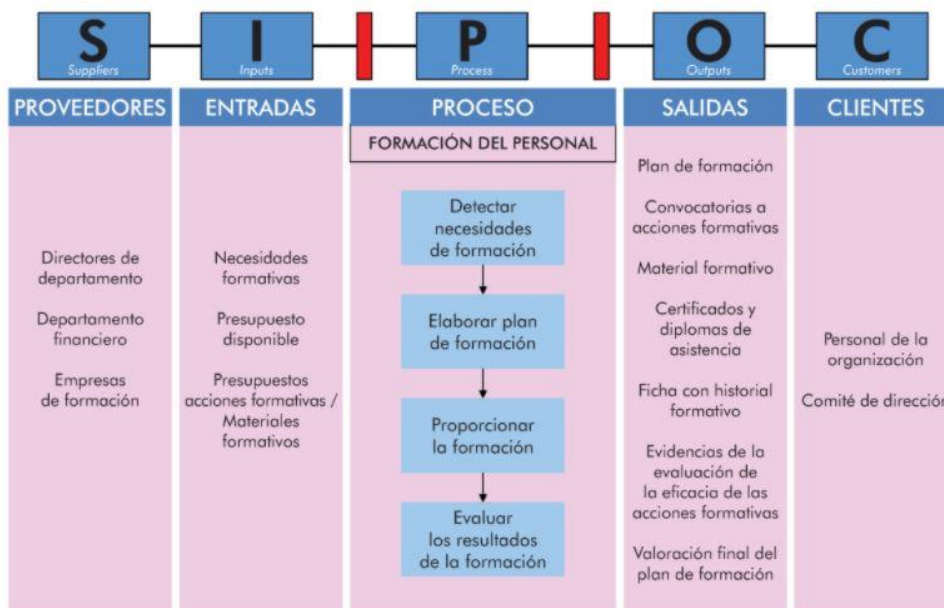 S
Suppliers
I
Inputs
P
Process
O
Outputs
C
Customers
PROVEEDORES
ENTRADAS
PROCESO
SALIDAS
CLIENTES
Directores de
departamento
Departamento
financiero
Empresas
de formación
Necesidades
formativas
Presupuesto
disponible
Presupuestos
acciones formativas /
Materiales
formativos
FORMACIÓN DEL PERSONAL
Detectar
necesidades
de formación
Elaborar plan
de formación
Proporcionar
la formación
Evaluar
los resultados
de la formación
Plan de formación
Convocatorias a
acciones formativas
Material formativo
Certificados y
diplomas de
asistencia
Ficha con historial
formativo
Evidencias de la
evaluación de
la eficacia de las
acciones formativas
Valoración final del
plan de formación
Personal de la
organización
Comité de dirección